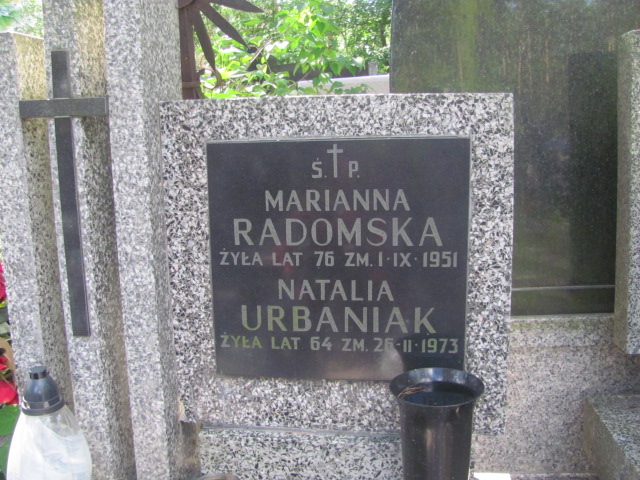 Ś. † P.
MARIANNA
RADOMSKA
ŻYŁA LAT 76 ZM. 1·IX·1951
NATALIA
URBANIAK
ŻYŁA LAT 64 ZM. 26·II·1973